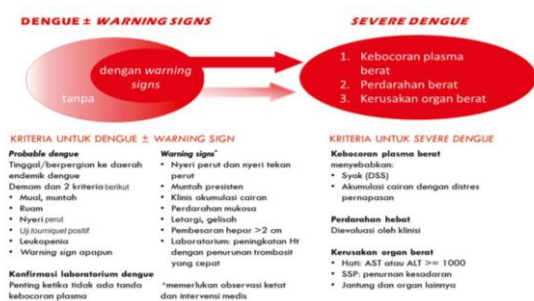 DENGUE ± WARNING SIGNS
SEVERE DENGUE
dengan warning
signs
tanpa
1. Kebocoran plasma
berat
2. Perdarahan berat
3. Kerusakan organ berat
KRITERIA UNTUK DENGUE ± WARNING SIGN
Probable dengue
Tinggal/berpergian ke daerah
endemik dengue
Demam dan 2 kriteria berikut
• Mual, muntah
• Ruam
• Nyeri perut
• Uji tourniquet positif
• Leukopenia
• Warning sign apapun
Konfirmasi laboratorium dengue
Penting ketika tidak ada tanda
kebocoran plasma
Warning signs*
• Nyeri perut dan nyeri tekan
perut
• Muntah presisten
• Klinis akumulasi cairan
• Perdarahan mukosa
• Letargi, gelisah
• Pembesaran hepar >2 cm
• Laboratorium: peningkatan Ht
dengan penurunan trombosit
yang cepat
*memerlukan observasi ketat
dan intervensi medis
KRITERIA UNTUK SEVERE DENGUE
Kebocoran plasma berat
menyebabkan:
• Syok (DSS)
• Akumulasi cairan dengan distres
pernapasan
Perdarahan hebat
Dievaluasi oleh klinisi
Kerusakan organ berat
• Hati: AST atau ALT >= 1000
• SSP: penurnan kesadaran
• Jantung dan organ lainnya